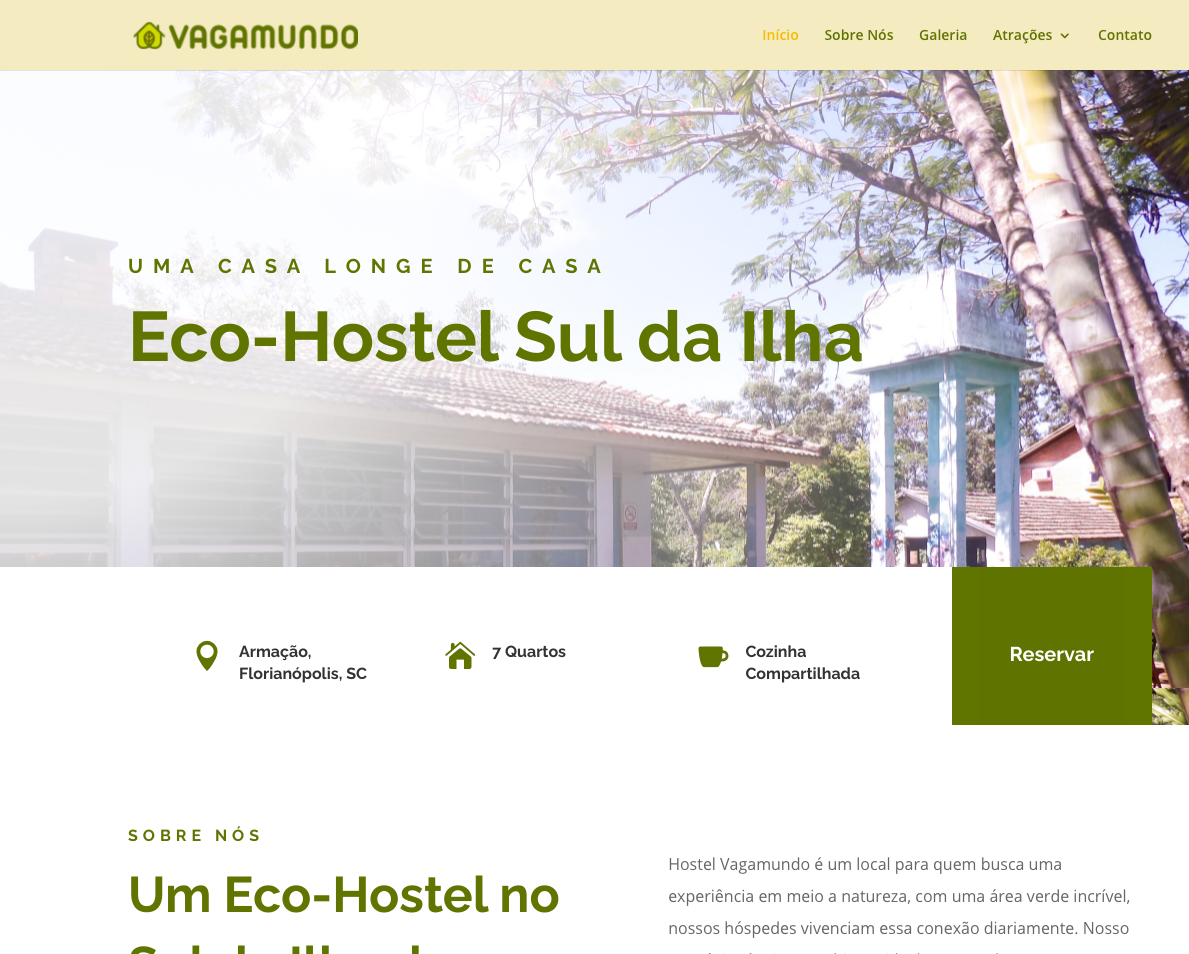 VAGAMUNDO
Início
Sobre Nós
Galeria
Atrações
Contato
UMA CASA LONGE DE CASA
Eco-Hostel Sul da Ilha
Armação,
Florianópolis, SC
7 Quartos
Cozinha
Compartilhada
Reservar
SOBRE NÓS
Um Eco-Hostel no
Hostel Vagamundo é um local para quem busca uma
experiência em meio a natureza, com uma área verde incrível,
nossos hóspedes vivenciam essa conexão diariamente. Nosso